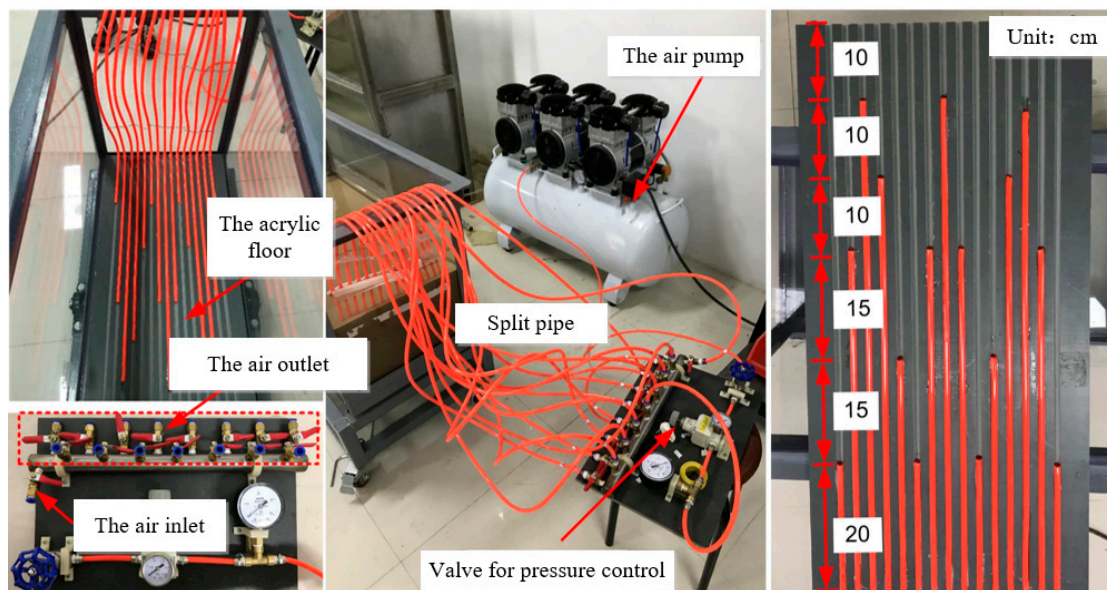 The acrylic
floor
The air outlet
The air inlet
The air pump
Split pipe
Valve for pressure control
Unit: cm
10
10
10
15
15
20